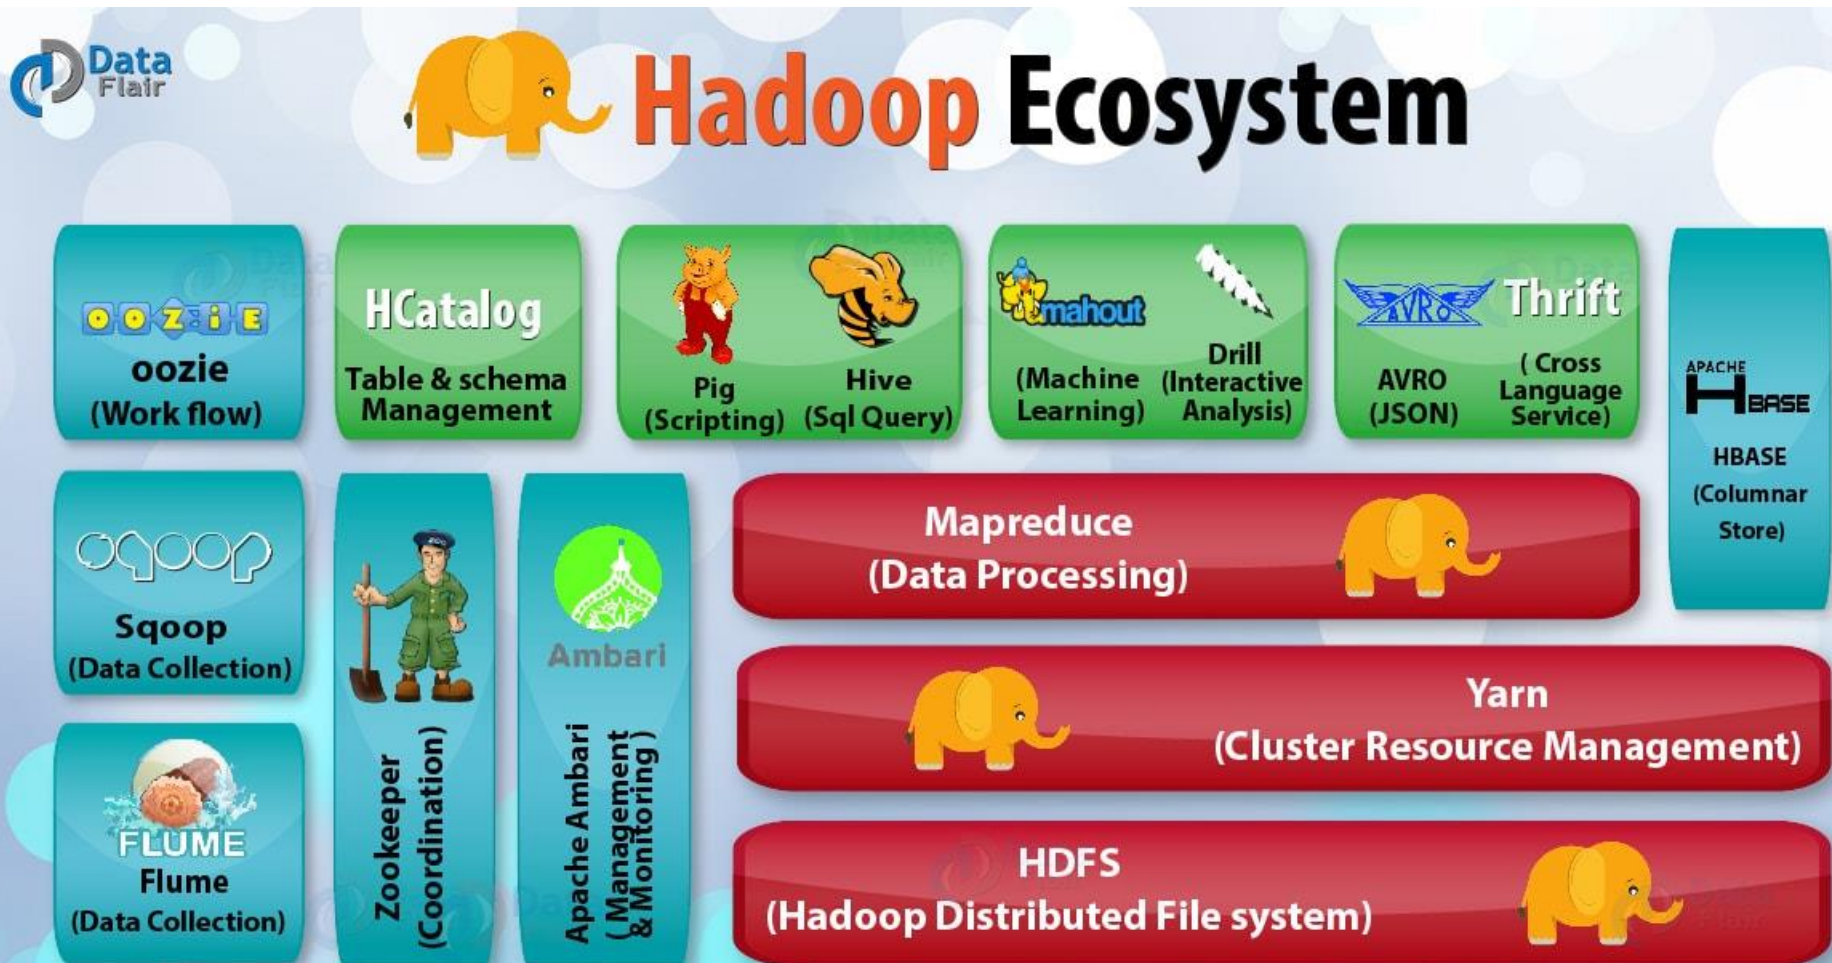 Data
Flair
Hadoop Ecosystem
OOZiE
oozie
(Work flow)
HCatalog
Table & schema
Management
Pig
(Scripting)
Hive
(Sql Query)
mahout
(Machine
Learning)
Drill
(Interactive
Analysis)
AVRO
AVRO
(JSON)
Thrift
( Cross
Language
Service)
APACHE
HBASE
HBASE
(Columnar
Store)
sqoop
Sqoop
(Data Collection)
FLUME
Flume
(Data Collection)
Zookeeper
(Coordination)
Ambari
Apache Ambari
( Management
& Monitoring )
Mapreduce
(Data Processing)
Yarn
(Cluster Resource Management)
HDFS
(Hadoop Distributed File system)